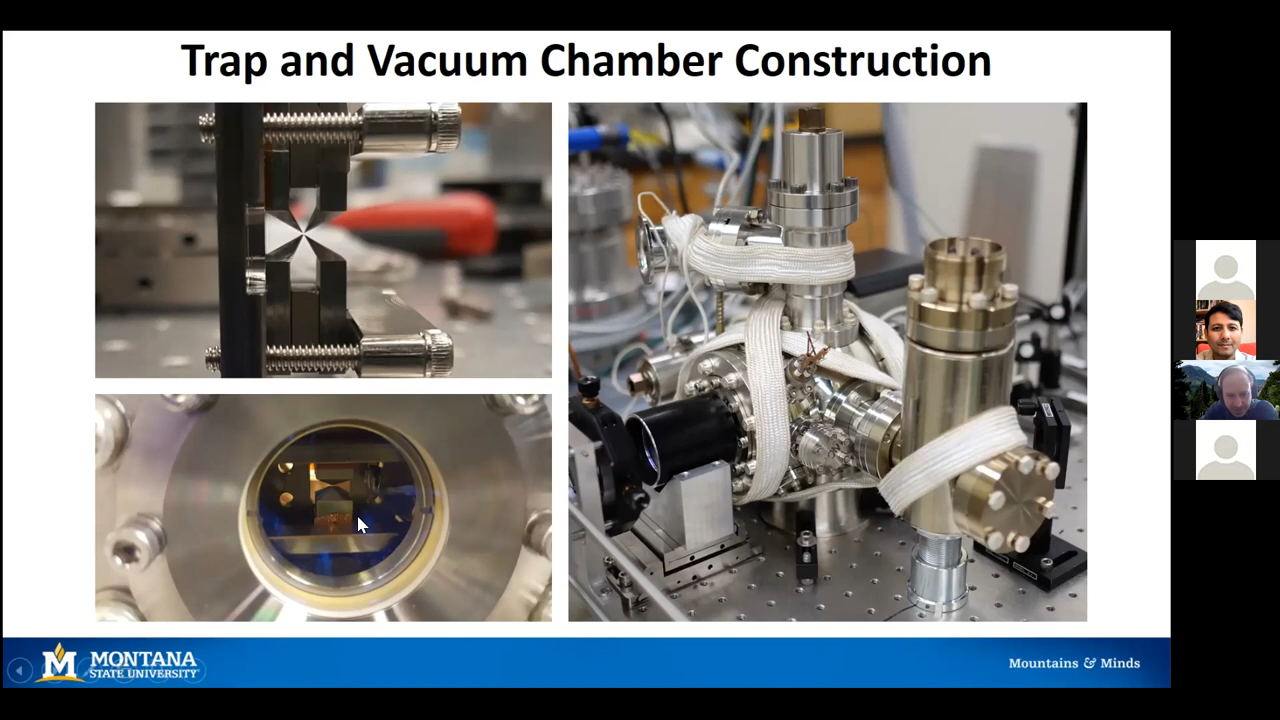 Trap and Vacuum Chamber Construction
MONTANA
STATE UNIVERSITY
Mountains & Minds